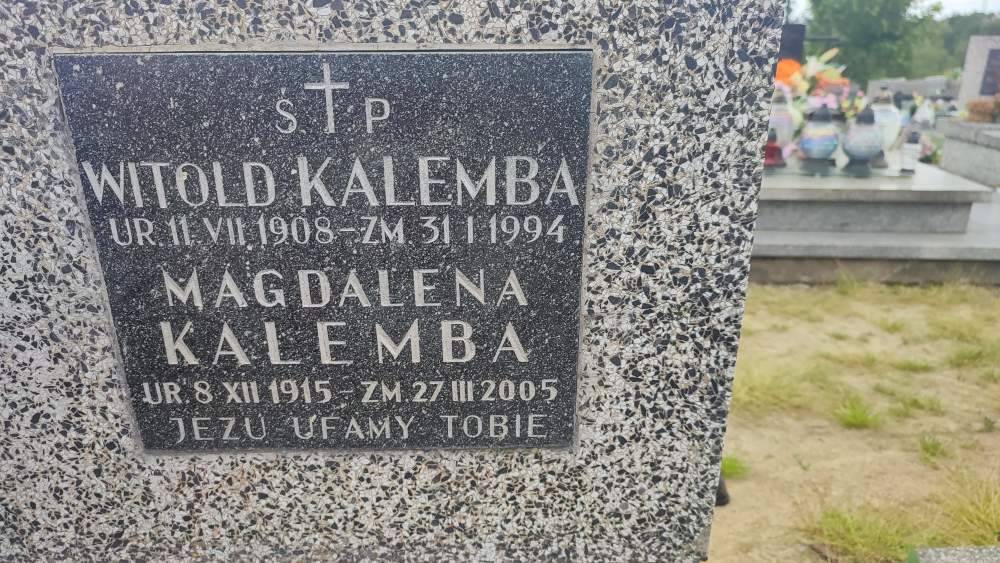 Ś P
WITOLD KALEMBA
UR. 11 VII 1908 - ZM. 31 I 1994
MAGDALENA
KALEMBA
UR. 8 XII 1915 - ZM. 27 III 2005
JEZU UFAMY TOBIE